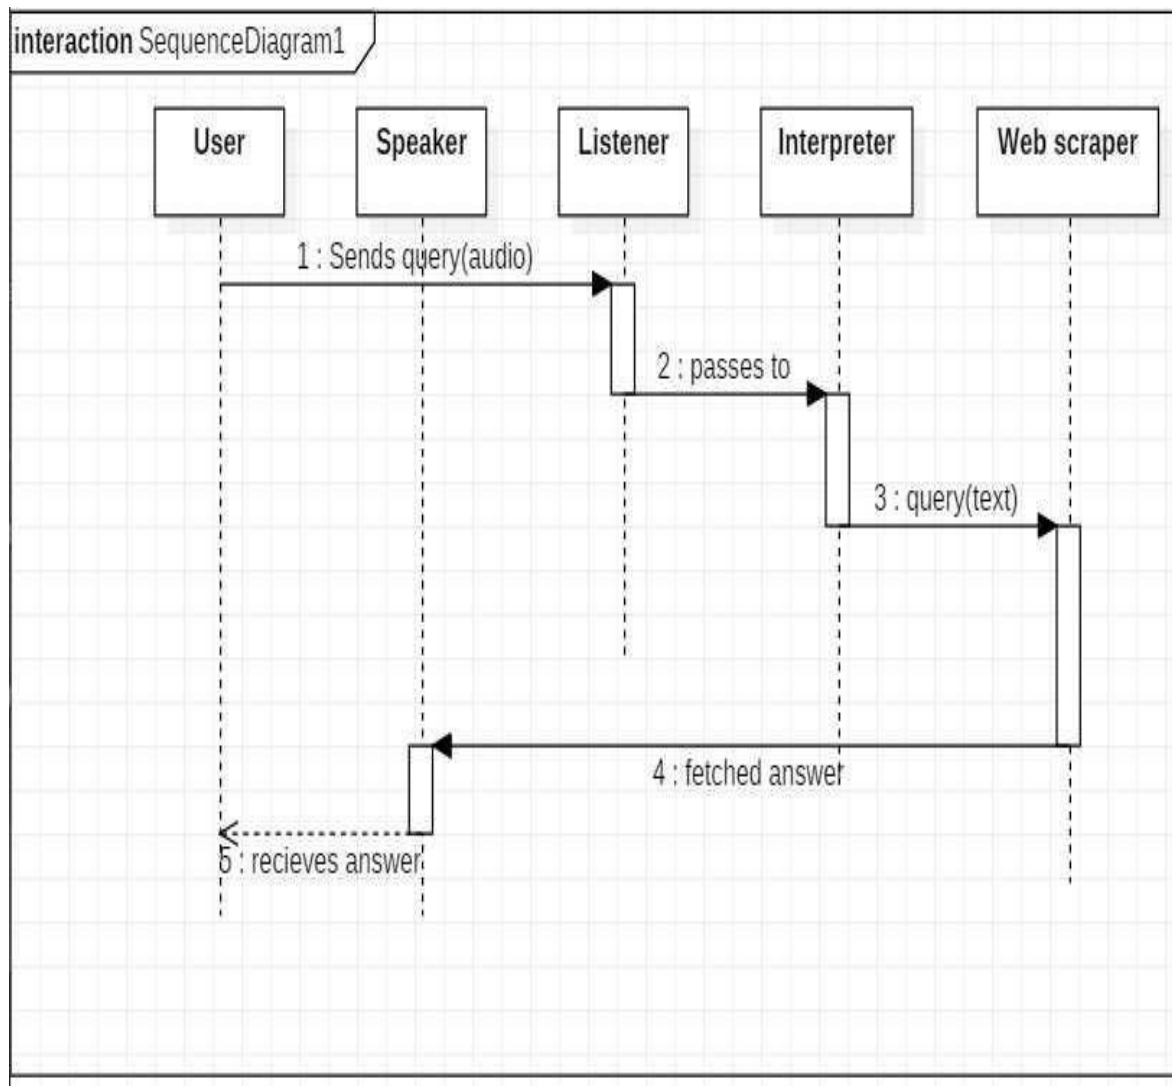 interaction SequenceDiagram1
User
Speaker
Listener
Interpreter
Web scraper
1 : Sends query(audio)
2 : passes to
3 : query(text)
4 : fetched answer
5 : recieves answer